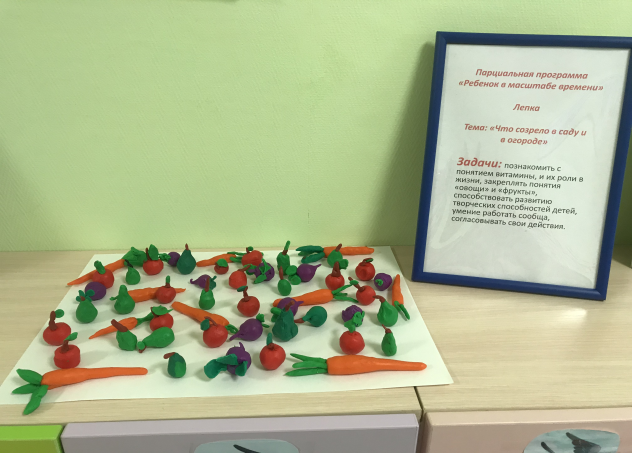 Парциальная программа
«Ребенок в масштабе времени»
Лепка
Тема: «Что созрело в саду и
в огороде»
Задачи: познакомить с
понятием витамины, и их роли в
жизни, закреплять понятия
«овощи» и «фрукты»,
способствовать развитию
творческих способностей детей,
умение работать сообща,
согласовывать свои действия.